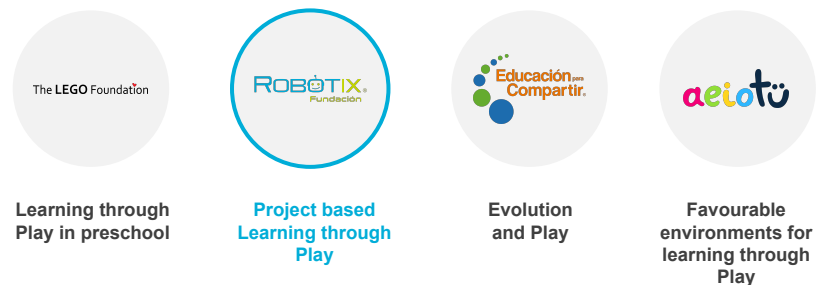 The LEGO Foundation
ROBOTIX®
Fundación
Educación para
Compartir®
aeiotü
Learning through
Play in preschool
Project based
Learning through
Play
Evolution
and Play
Favourable
environments for
learning through
Play